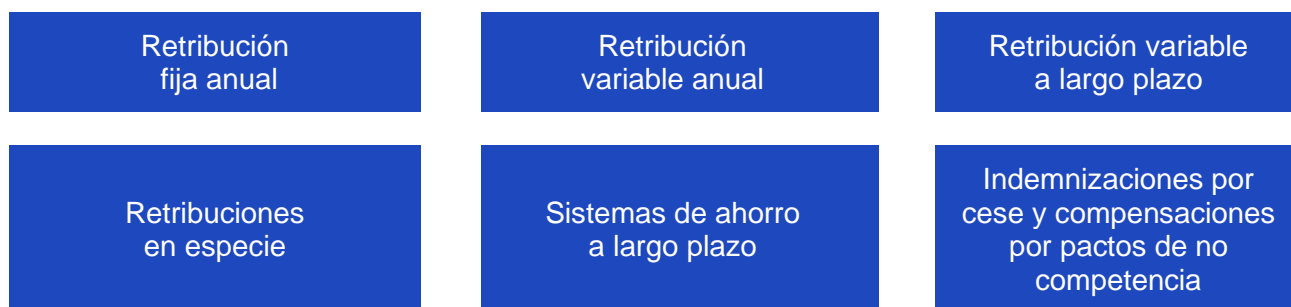 Retribución
fija anual
Retribución
variable anual
Retribución variable
a largo plazo
Retribuciones
en especie
Sistemas de ahorro
a largo plazo
Indemnizaciones por
cese y compensaciones
por pactos de no
competencia